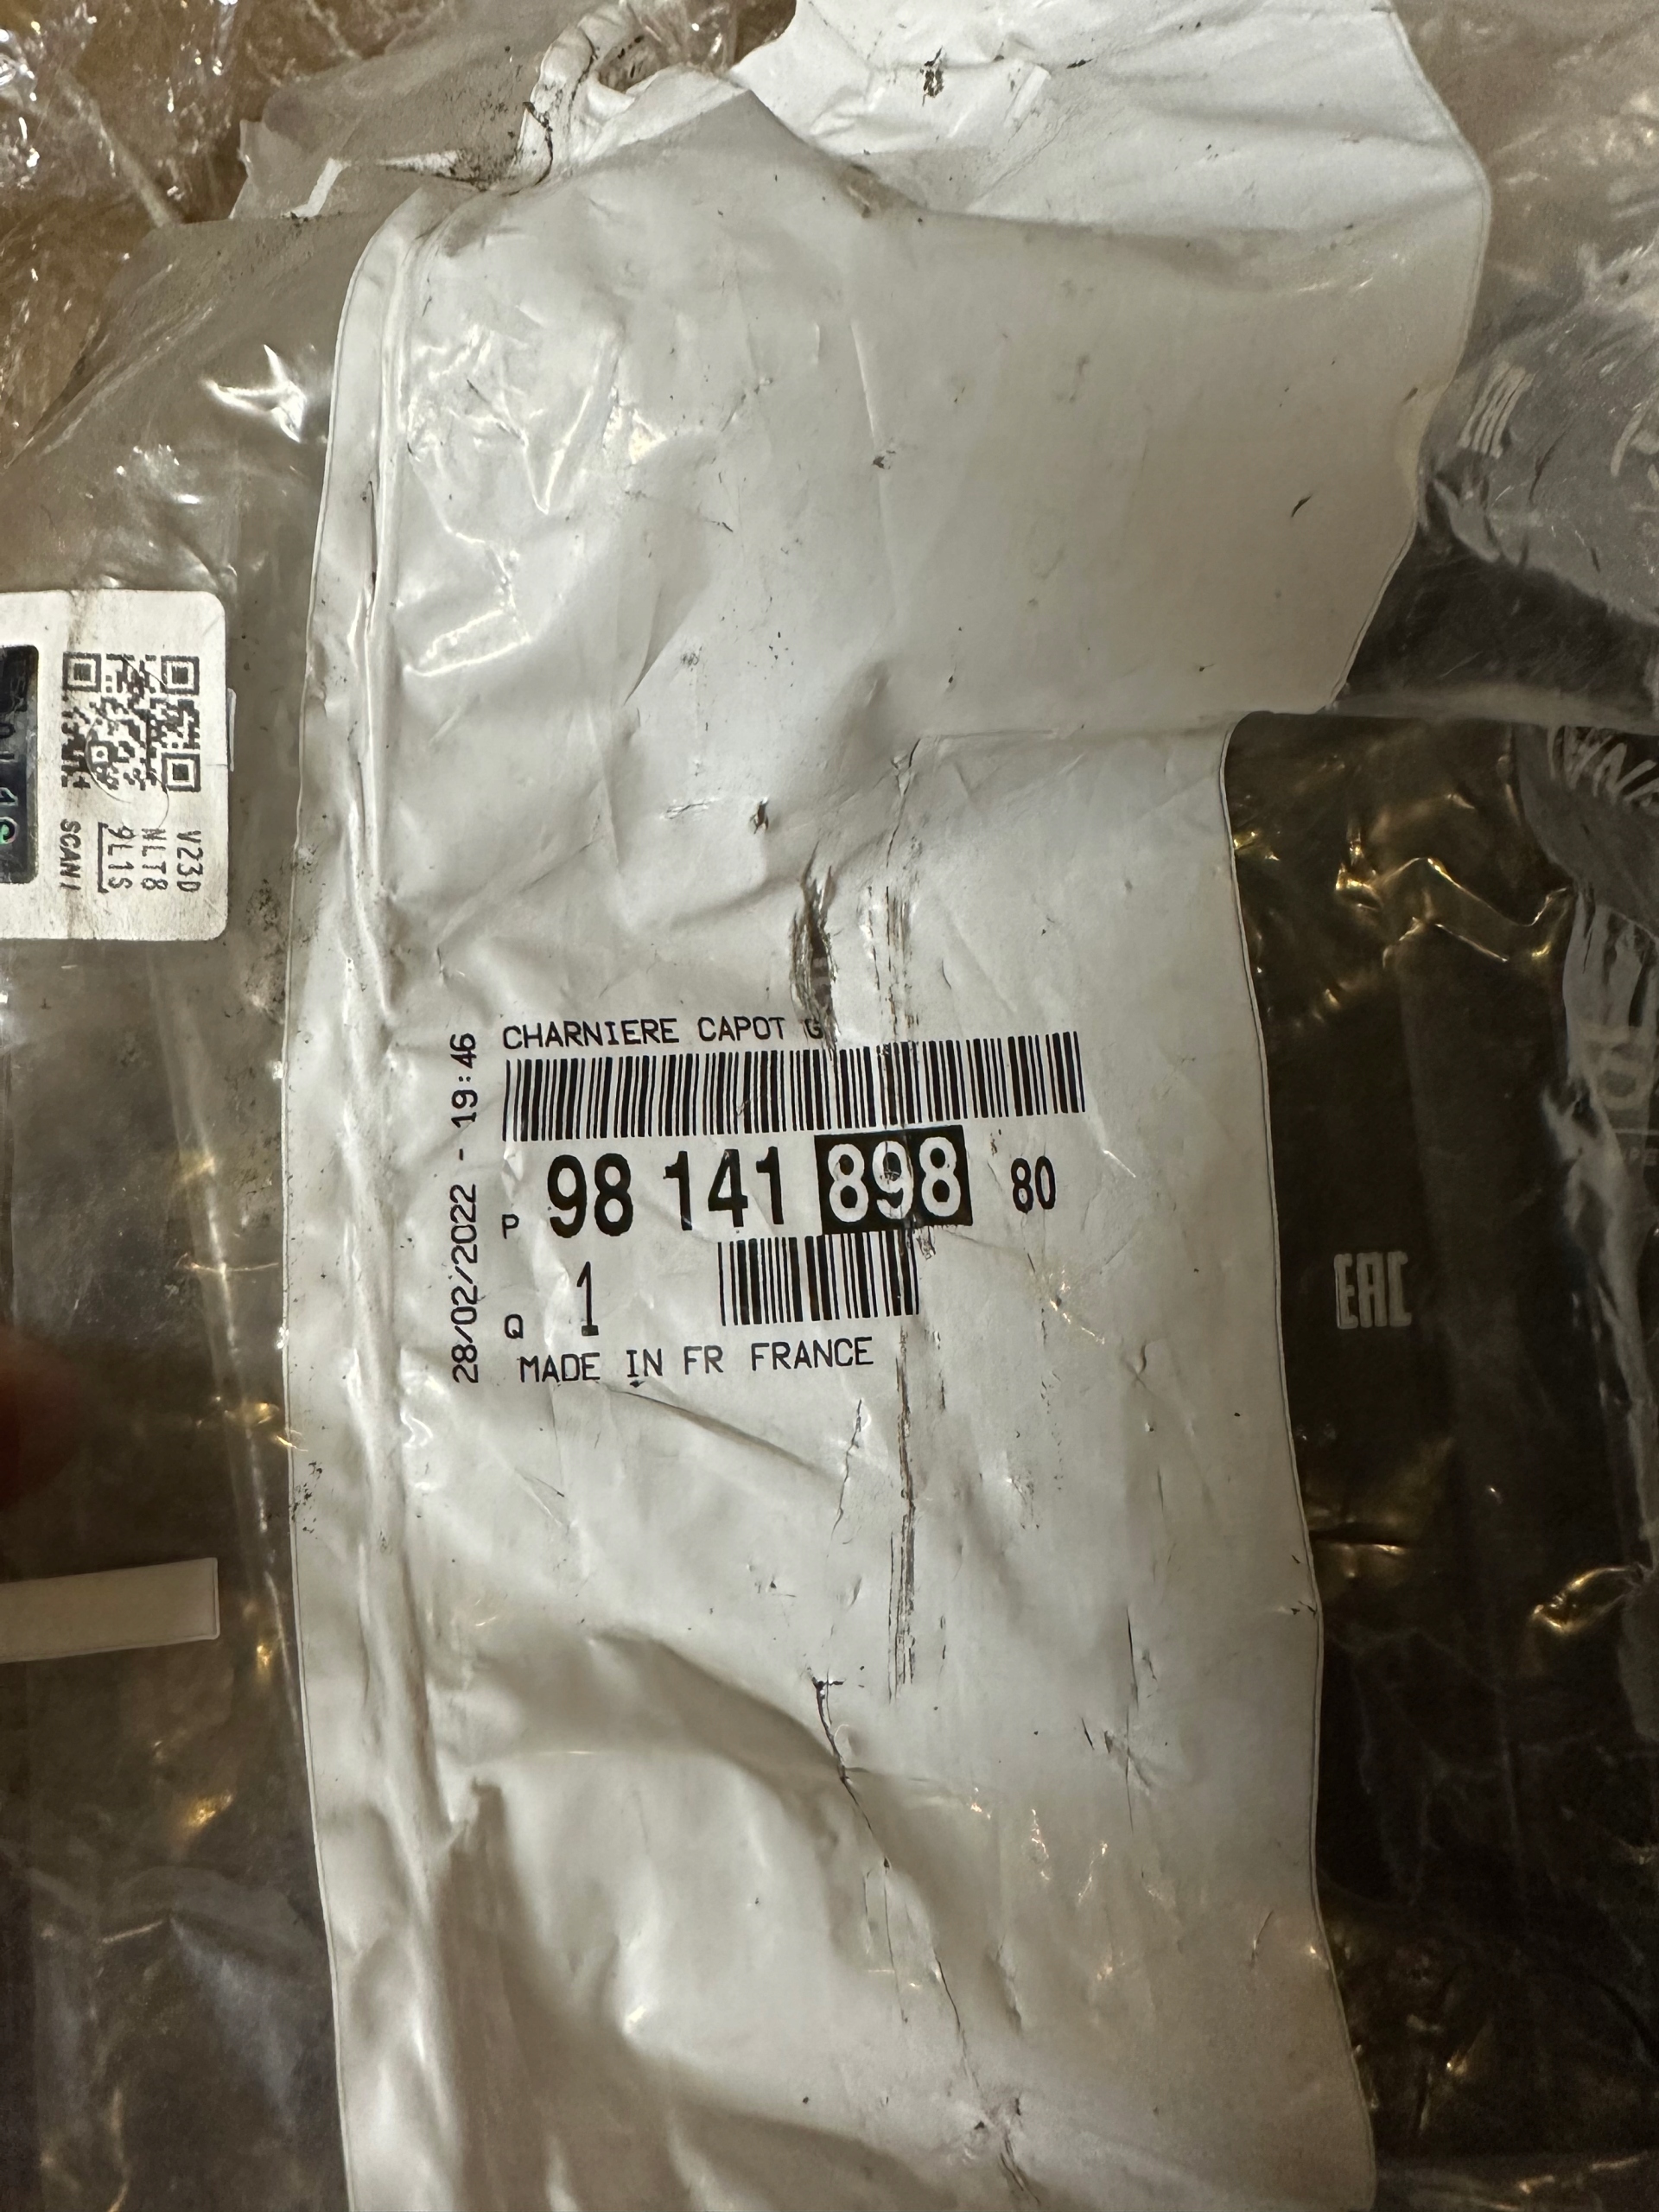 CHARNIERE CAPOT G
P 98 141 898 80
Q 1
MADE IN FR FRANCE
28/02/2022 - 19:46
V23D
NLT8
9L1S
SCAN
EAC